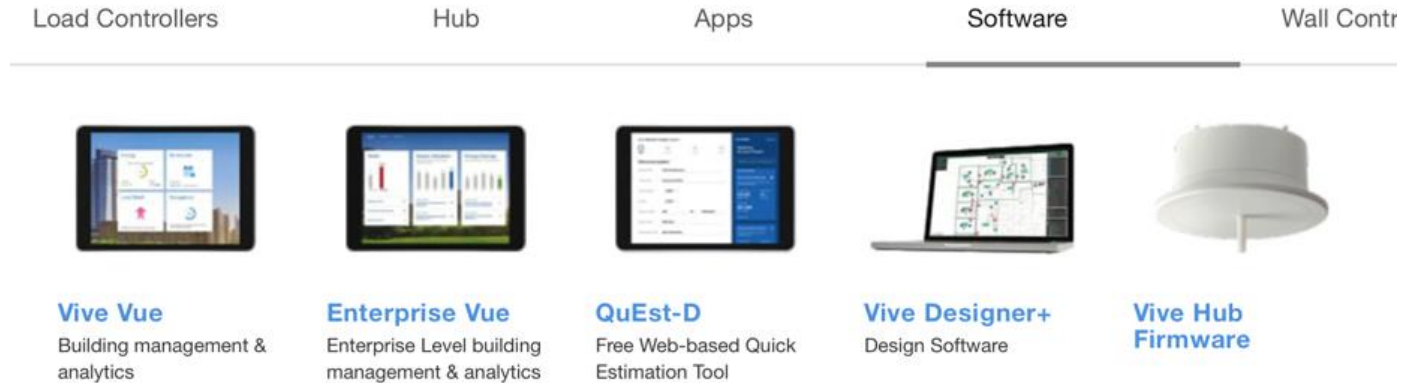 Load Controllers
Hub
Apps
Software
Wall Contr
Vive Vue
Building management &
analytics
Enterprise Vue
Enterprise Level building
management & analytics
QuEst-D
Free Web-based Quick
Estimation Tool
Vive Designer+
Design Software
Vive Hub
Firmware